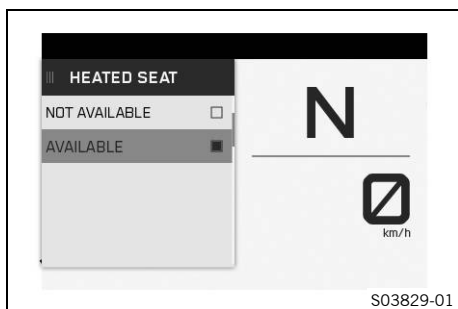 HEATED SEAT
NOT AVAILABLE
AVAILABLE
N
0
km/h
S03829-01